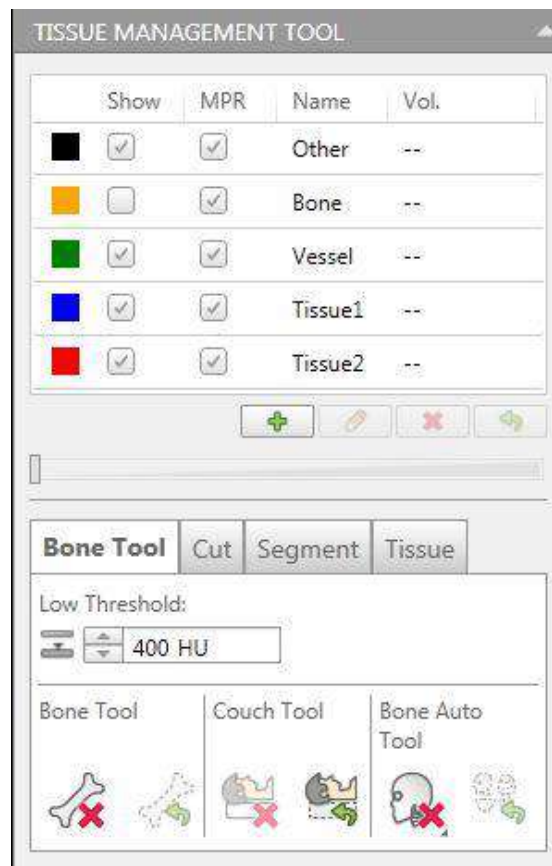 TISSUE MANAGEMENT TOOL
Show MPR Name Vol.
Other --
Bone --
Vessel --
Tissue1 --
Tissue2 --
Bone Tool Cut Segment Tissue
Low Threshold:
400 HU
Bone Tool Couch Tool Bone Auto
Tool